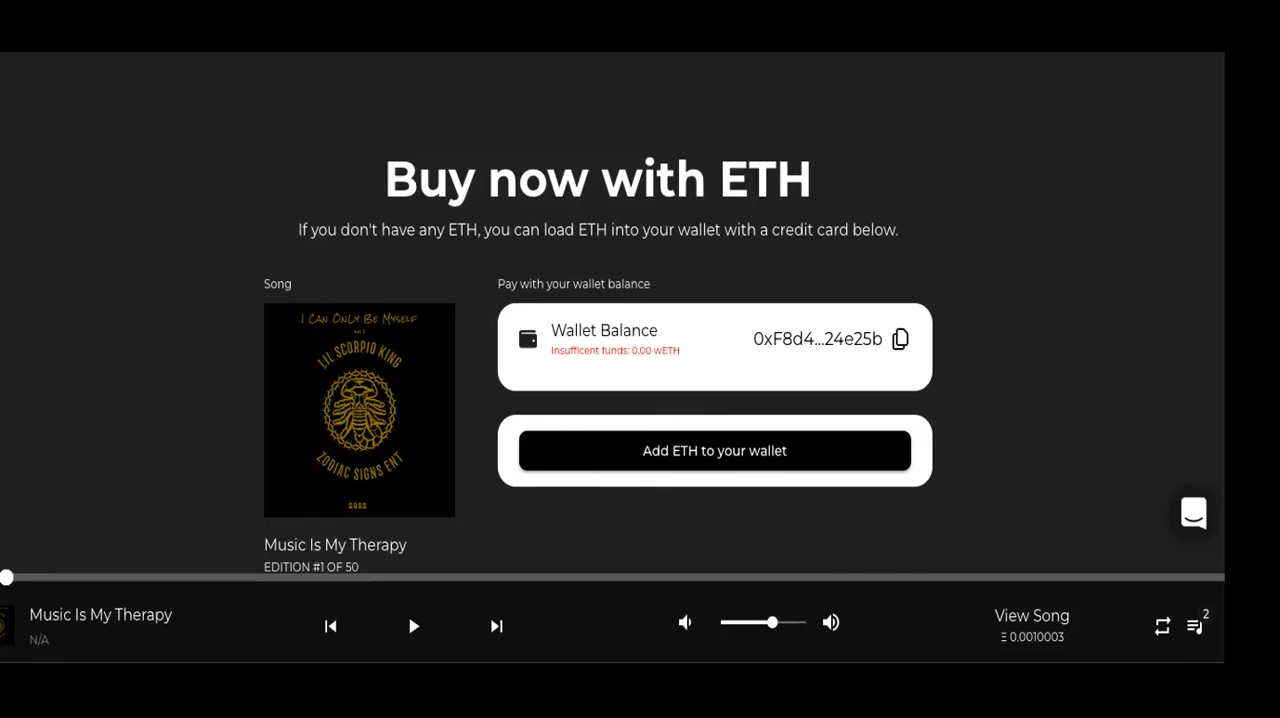 Buy now with ETH
If you don't have any ETH, you can load ETH into your wallet with a credit card below.
Song
Pay with your wallet balance
I CAN ONLY BE MYSELF
LIL SCORPIO KING
ZODIAC SIGNS ENT
2022
Wallet Balance
Insufficent funds: 0.00 wETH
0xF8d4...24e25b
Add ETH to your wallet
Music Is My Therapy
EDITION #1 OF 50
Music Is My Therapy
N/A
View Song
Ξ 0.0010003
2